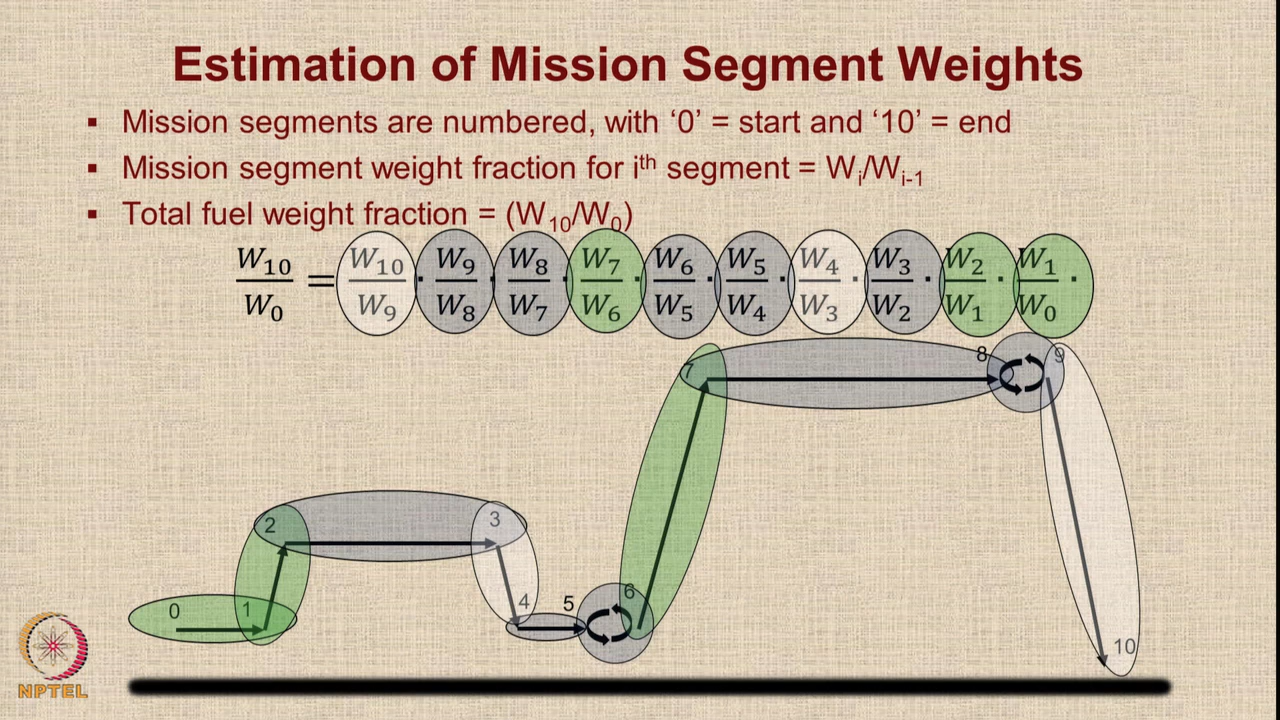 Estimation of Mission Segment Weights
▪ Mission segments are numbered, with ‘0’ = start and ‘10’ = end
▪ Mission segment weight fraction for iᵗʰ segment = Wᵢ/Wᵢ₋₁
▪ Total fuel weight fraction = (W₁₀/W₀)
W₁₀/W₀ = W₁₀/W₉ · W₉/W₈ · W₈/W₇ · W₇/W₆ · W₆/W₅ · W₅/W₄ · W₄/W₃ · W₃/W₂ · W₂/W₁ · W₁/W₀ ·
8 9
7
2 3
6
0 1 4 5
10
NPTEL